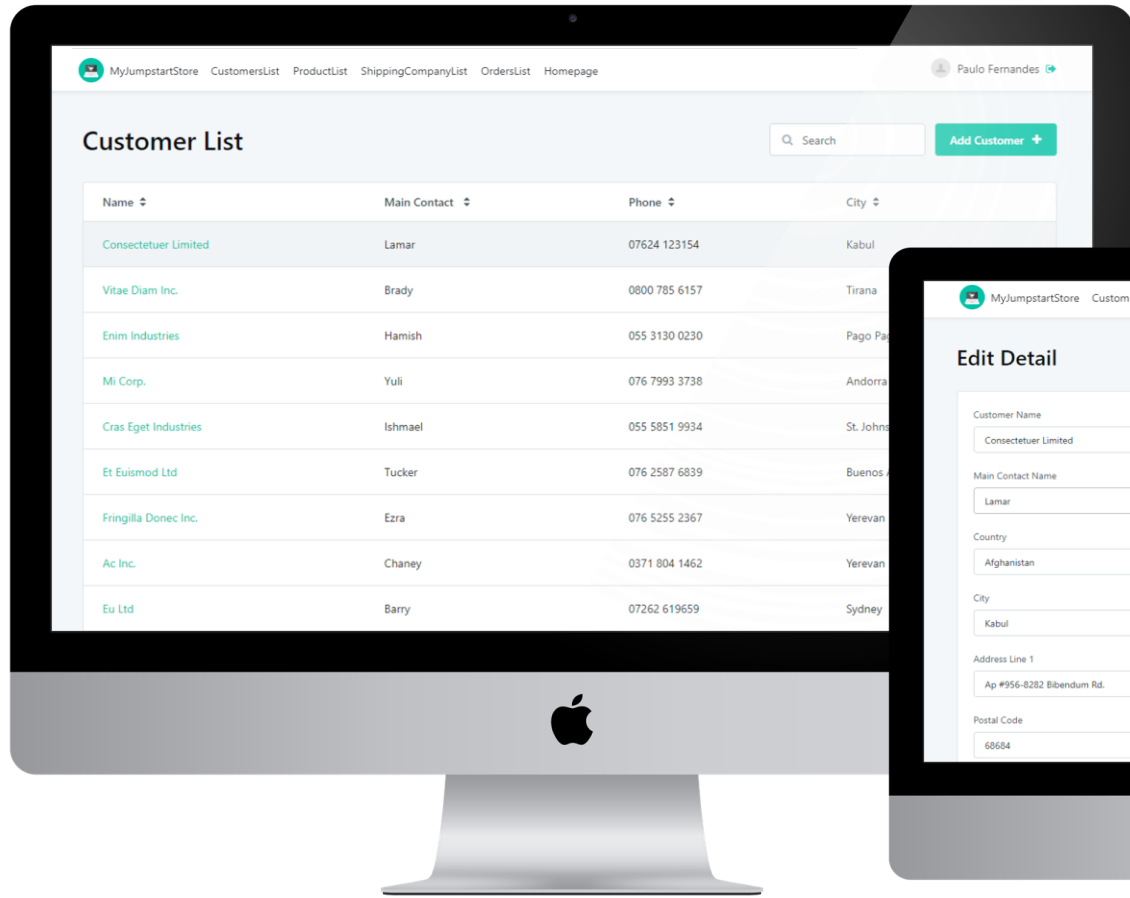 MyJumpstartStore CustomersList ProductList ShippingCompanyList OrdersList Homepage Paulo Fernandes
Customer List
Search
Add Customer +
Name Main Contact Phone City
Consectetuer Limited Lamar 07624 123154 Kabul
Vitae Diam Inc. Brady 0800 785 6157 Tirana
Enim Industries Hamish 055 3130 0230 Pago Pag
Mi Corp. Yuli 076 7993 3738 Andorra
Cras Eget Industries Ishmael 055 5851 9934 St. Johns
Et Euismod Ltd Tucker 076 2587 6839 Buenos
Fringilla Donec Inc. Ezra 076 5255 2367 Yerevan
Ac Inc. Chaney 0371 804 1462 Yerevan
Eu Ltd Barry 07262 619659 Sydney
MyJumpstartStore Custom
Edit Detail
Customer Name
Consectetuer Limited
Main Contact Name
Lamar
Country
Afghanistan
City
Kabul
Address Line 1
Ap #956-8282 Bibendum Rd.
Postal Code
68684